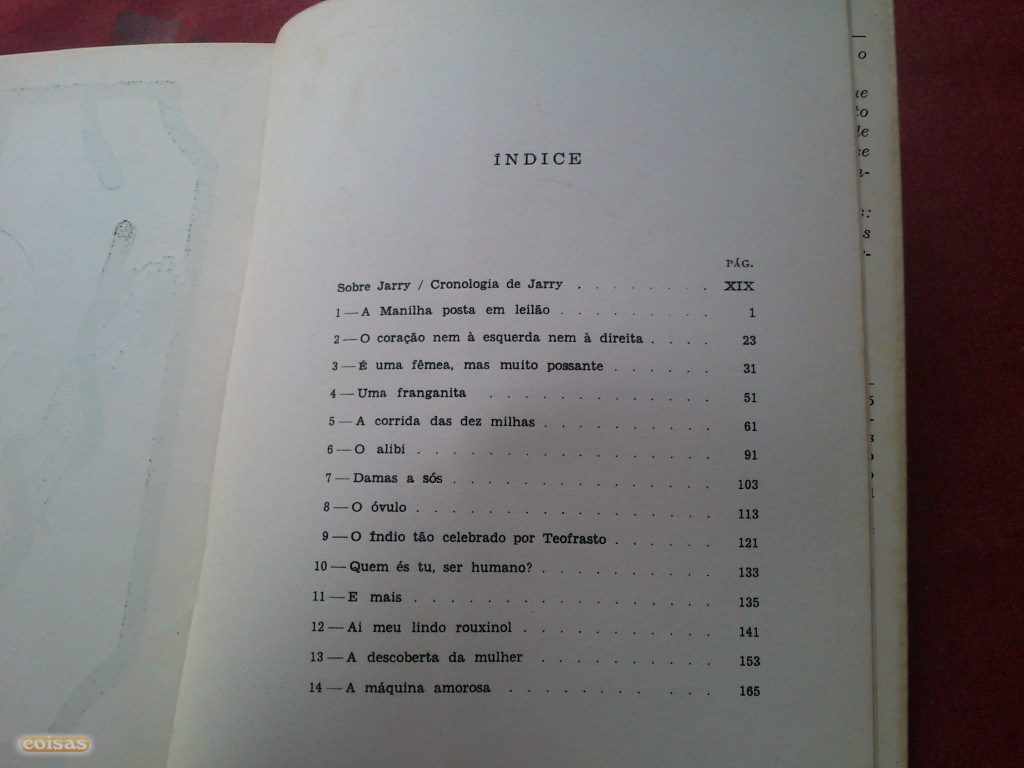 ÍNDICE
PÁG.
Sobre Jarry / Cronologia de Jarry . . . . . . . . XIX
1 — A Manilha posta em leilão . . . . . . . . . 1
2 — O coração nem à esquerda nem à direita . . . . 23
3 — É uma fêmea, mas muito possante . . . . . . 31
4 — Uma franganita . . . . . . . . . . . . 51
5 — A corrida das dez milhas . . . . . . . . . . 61
6 — O alibi . . . . . . . . . . . . . . . . 91
7 — Damas a sós . . . . . . . . . . . . . . 103
8 — O óvulo . . . . . . . . . . . . . . . . 113
9 — O Índio tão celebrado por Teofrasto . . . . . . 121
10 — Quem és tu, ser humano? . . . . . . . . . . 133
11 — E mais . . . . . . . . . . . . . . . . 135
12 — Ai meu lindo rouxinol . . . . . . . . . . . 141
13 — A descoberta da mulher . . . . . . . . . . 153
14 — A máquina amorosa . . . . . . . . . . . . 165
coisas